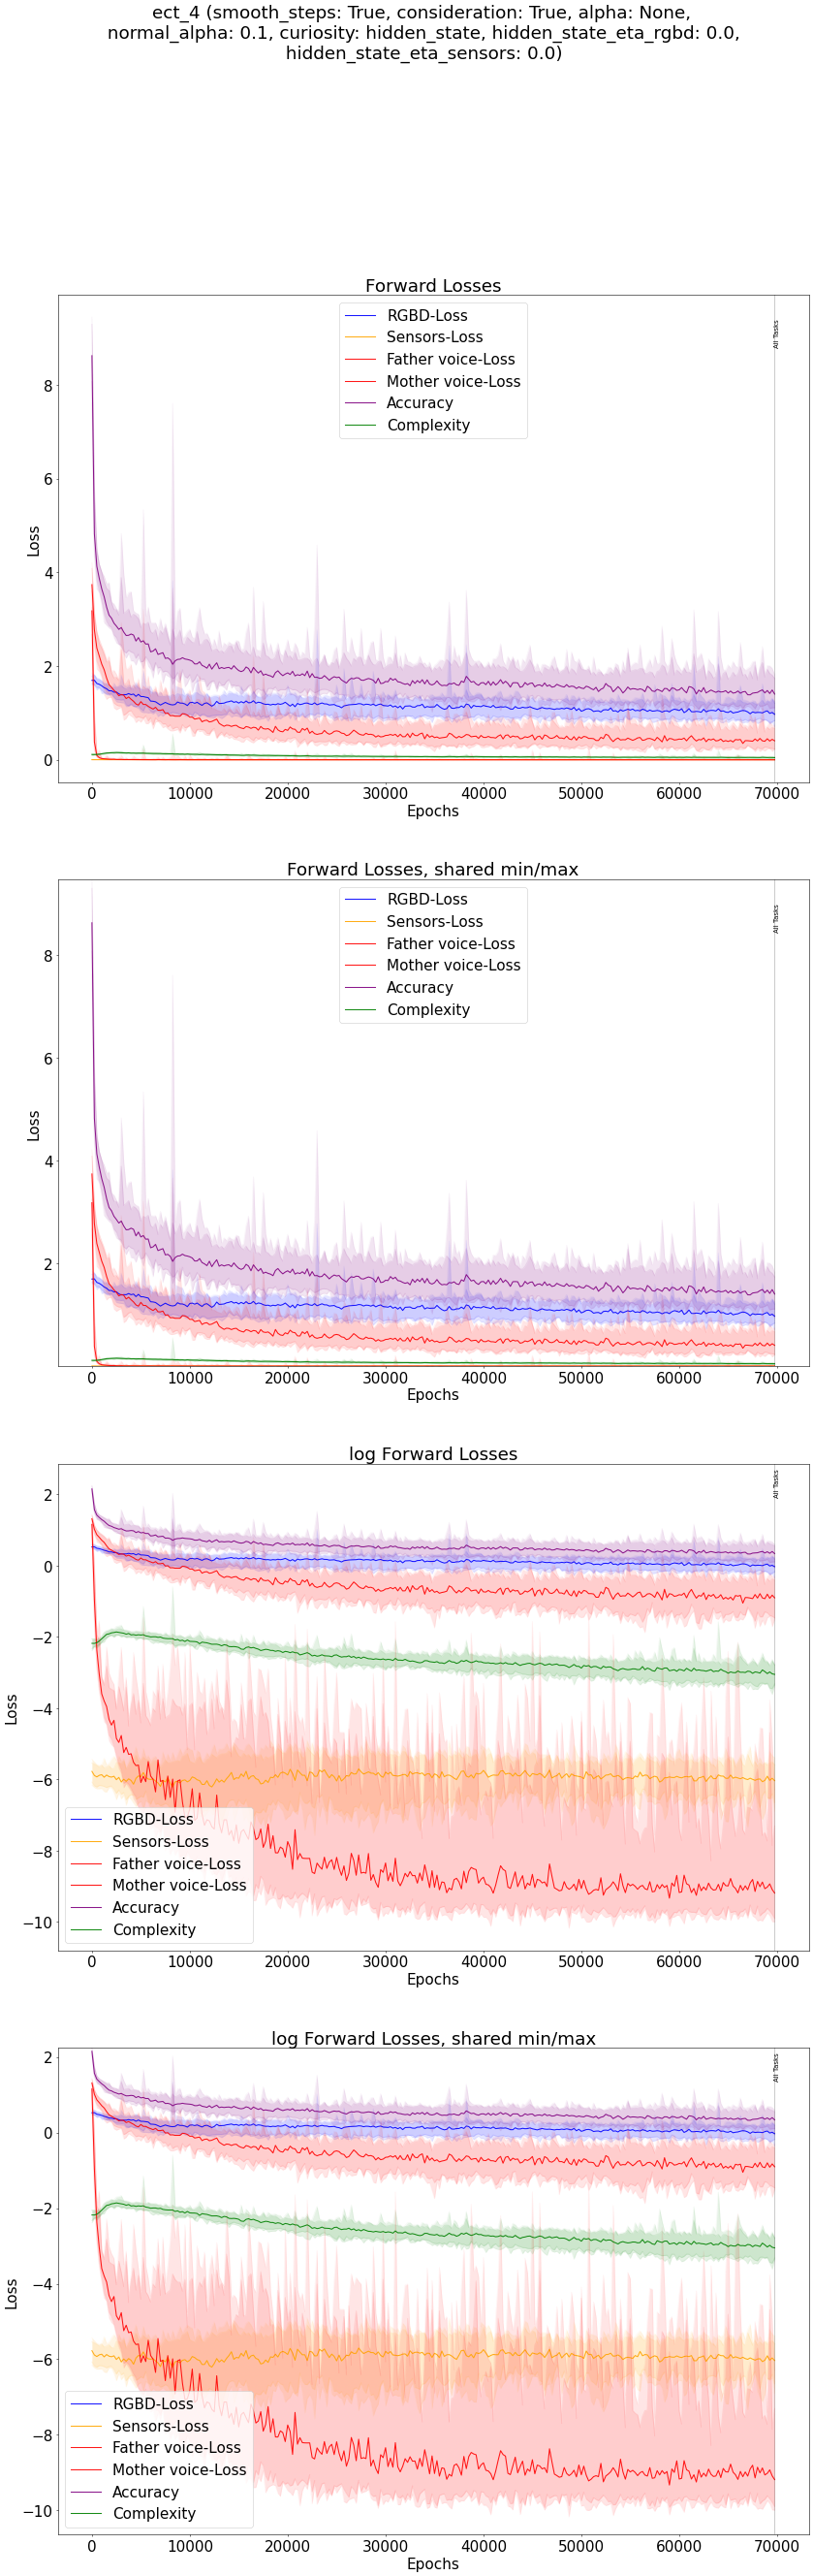 ect_4 (smooth_steps: True, consideration: True, alpha: None,
normal_alpha: 0.1, curiosity: hidden_state, hidden_state_eta_rgbd: 0.0,
hidden_state_eta_sensors: 0.0)
Forward Losses
RGBD-Loss
Sensors-Loss
Father voice-Loss
Mother voice-Loss
Accuracy
Complexity
All Tasks
8
6
4
2
0
Loss
0 10000 20000 30000 40000 50000 60000 70000
Epochs
Forward Losses, shared min/max
RGBD-Loss
Sensors-Loss
Father voice-Loss
Mother voice-Loss
Accuracy
Complexity
All Tasks
8
6
4
2
Loss
0 10000 20000 30000 40000 50000 60000 70000
Epochs
log Forward Losses
All Tasks
2
0
−2
−4
−6
−8
−10
Loss
RGBD-Loss
Sensors-Loss
Father voice-Loss
Mother voice-Loss
Accuracy
Complexity
0 10000 20000 30000 40000 50000 60000 70000
Epochs
log Forward Losses, shared min/max
All Tasks
2
0
−2
−4
−6
−8
−10
Loss
RGBD-Loss
Sensors-Loss
Father voice-Loss
Mother voice-Loss
Accuracy
Complexity
0 10000 20000 30000 40000 50000 60000 70000
Epochs